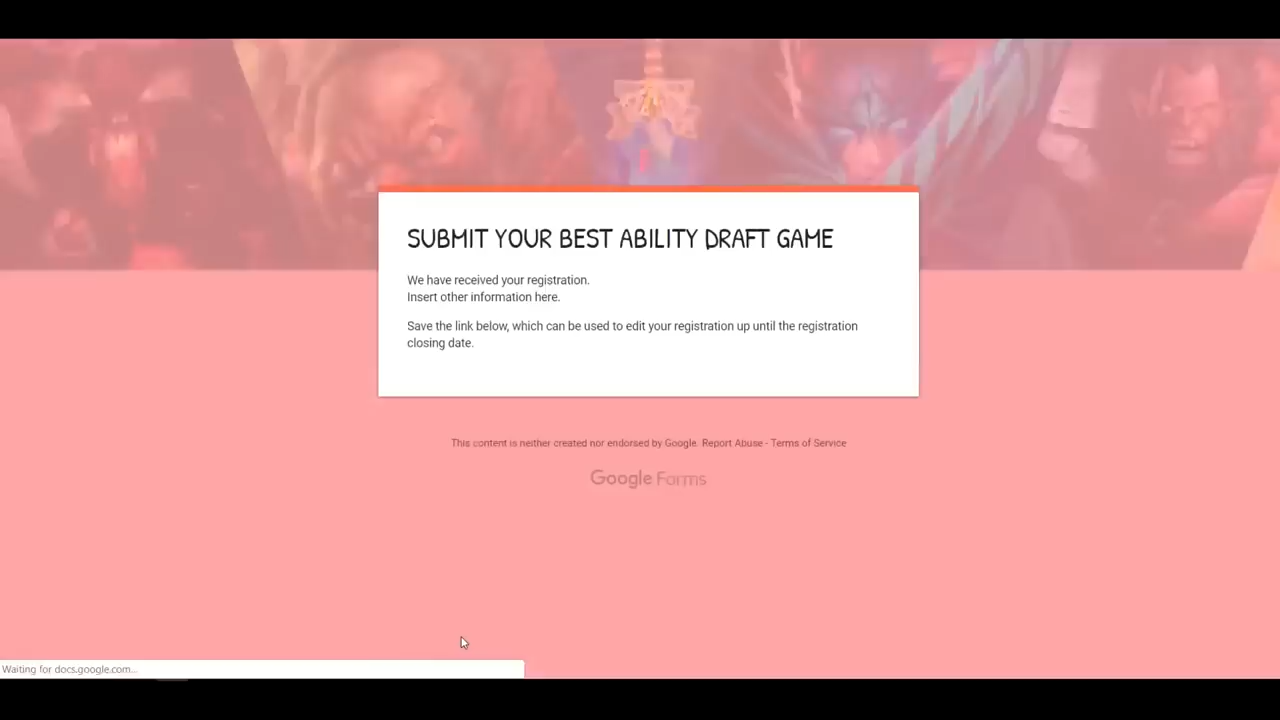 SUBMIT YOUR BEST ABILITY DRAFT GAME
We have received your registration.
Insert other information here.
Save the link below, which can be used to edit your registration up until the registration
closing date.
This content is neither created nor endorsed by Google. Report Abuse - Terms of Service
Google Forms
Waiting for docs.google.com...